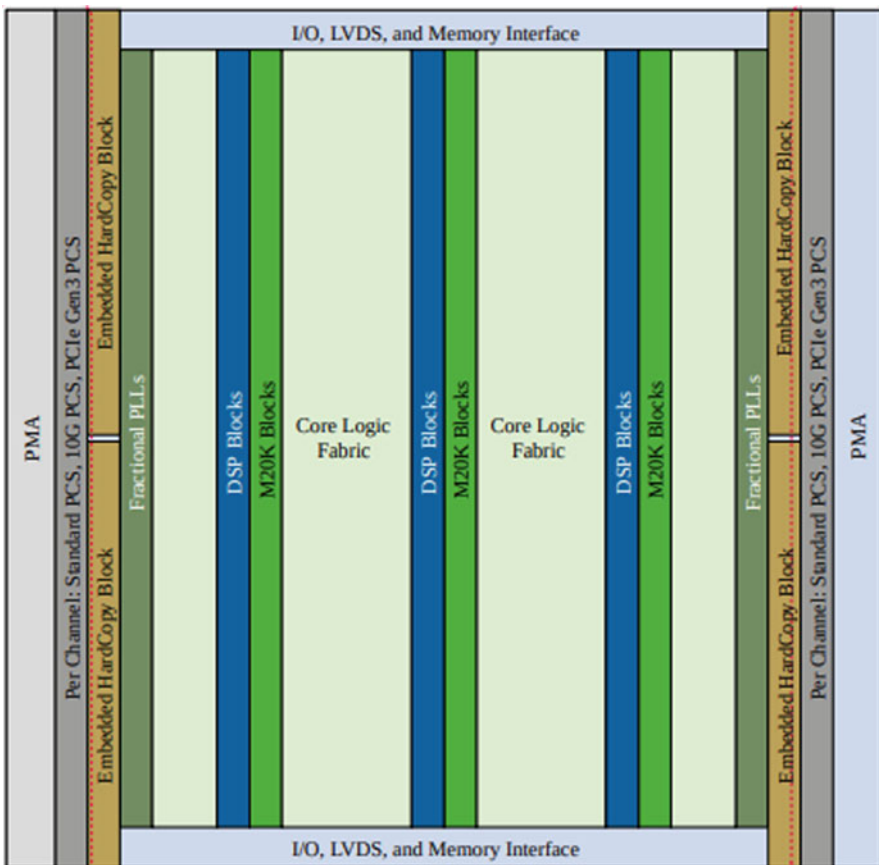 I/O, LVDS, and Memory Interface
PMA
Per Channel: Standard PCS, 10G PCS, PCIe Gen3 PCS
Embedded HardCopy Block
Embedded HardCopy Block
Fractional PLLs
DSP Blocks
M20K Blocks
Core Logic
Fabric
DSP Blocks
M20K Blocks
Core Logic
Fabric
DSP Blocks
M20K Blocks
Fractional PLLs
Embedded HardCopy Block
Embedded HardCopy Block
Per Channel: Standard PCS, 10G PCS, PCIe Gen3 PCS
PMA
I/O, LVDS, and Memory Interface